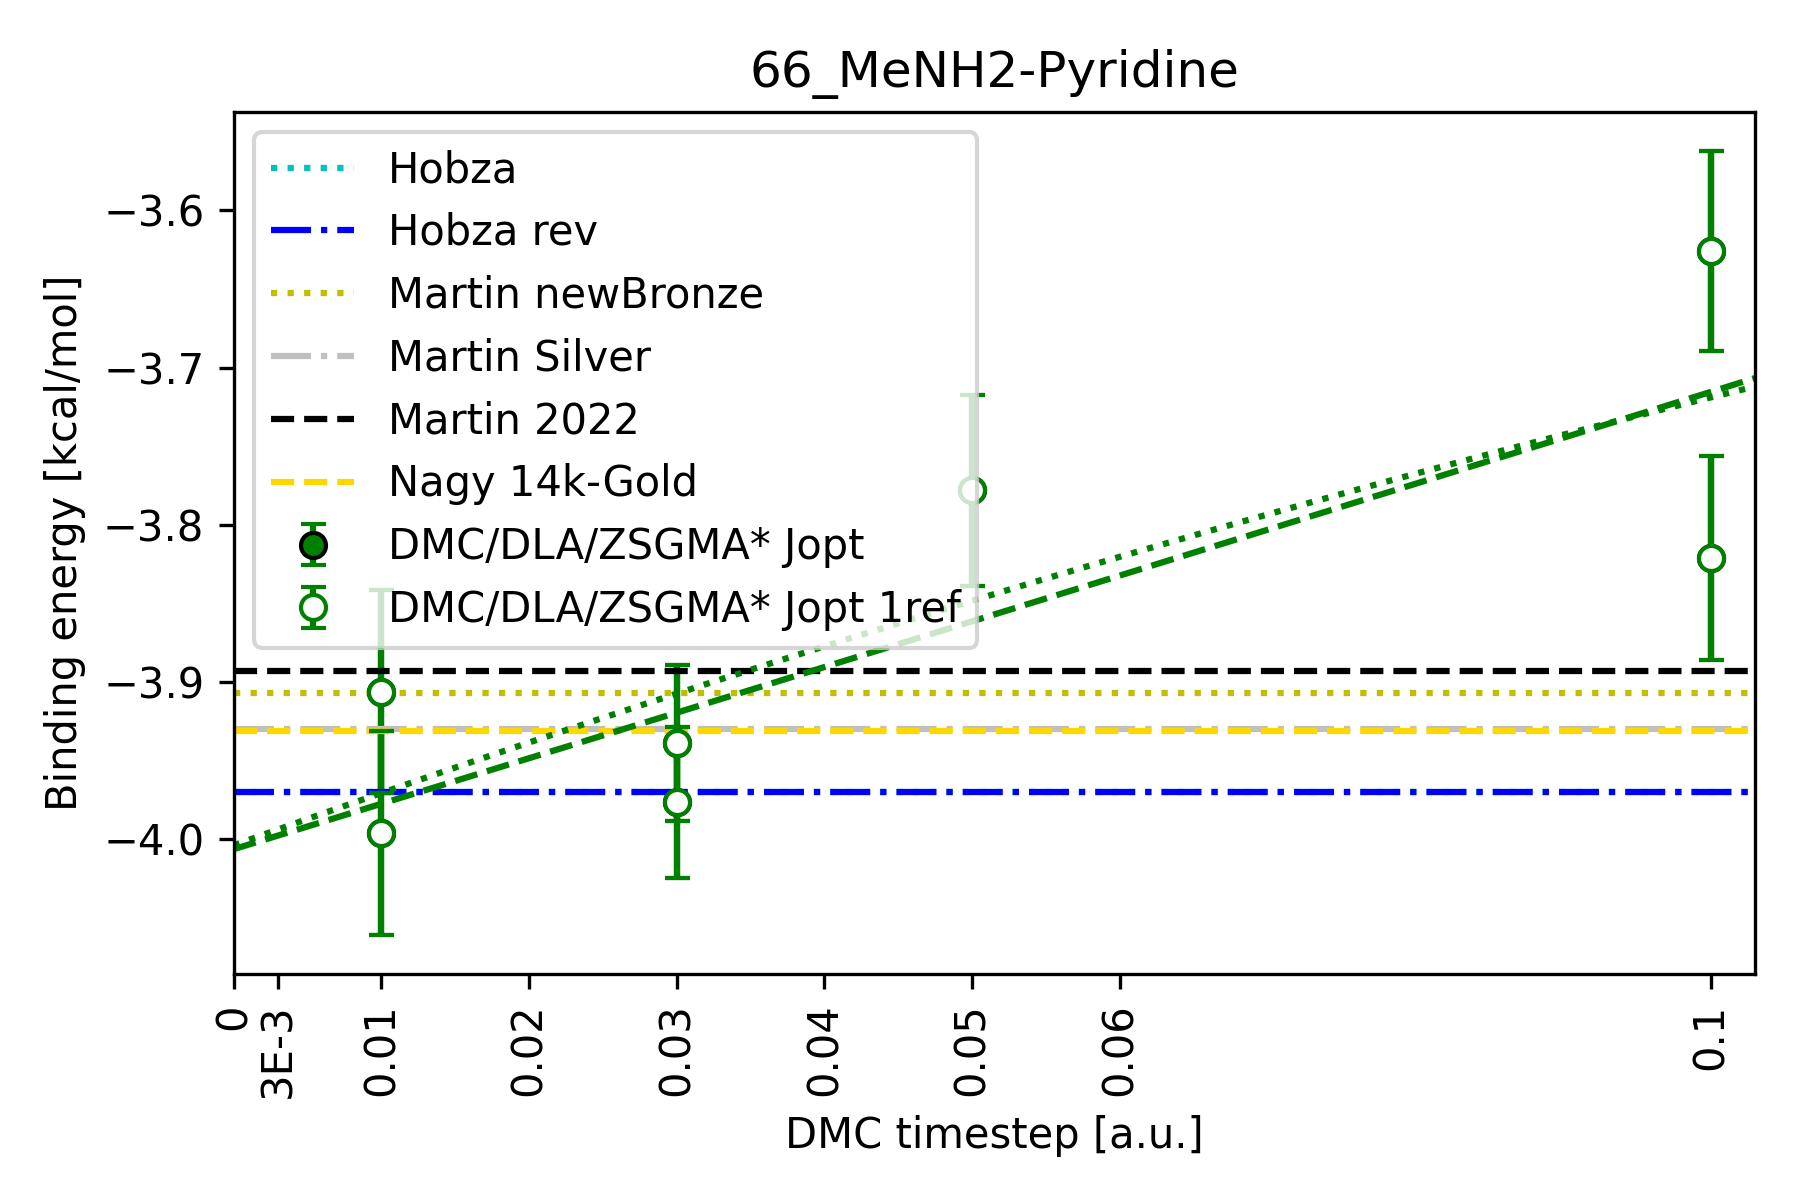 66_MeNH2-Pyridine
Hobza
Hobza rev
Martin newBronze
Martin Silver
Martin 2022
Nagy 14k-Gold
DMC/DLA/ZSGMA* Jopt
DMC/DLA/ZSGMA* Jopt 1ref
Binding energy [kcal/mol]
−3.6
−3.7
−3.8
−3.9
−4.0
0
3E-3
0.01
0.02
0.03
0.04
0.05
0.06
0.1
DMC timestep [a.u.]